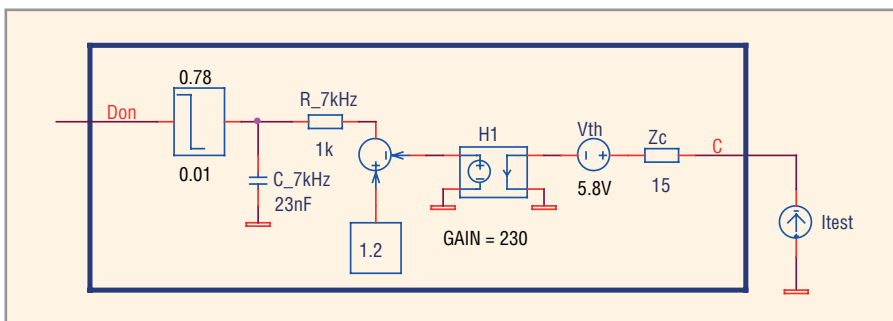 0.78
Don
0.01
C_7kHz
23nF
R_7kHz
1k
1.2
H1
GAIN = 230
Vth
5.8V
Zc
15
C
Itest